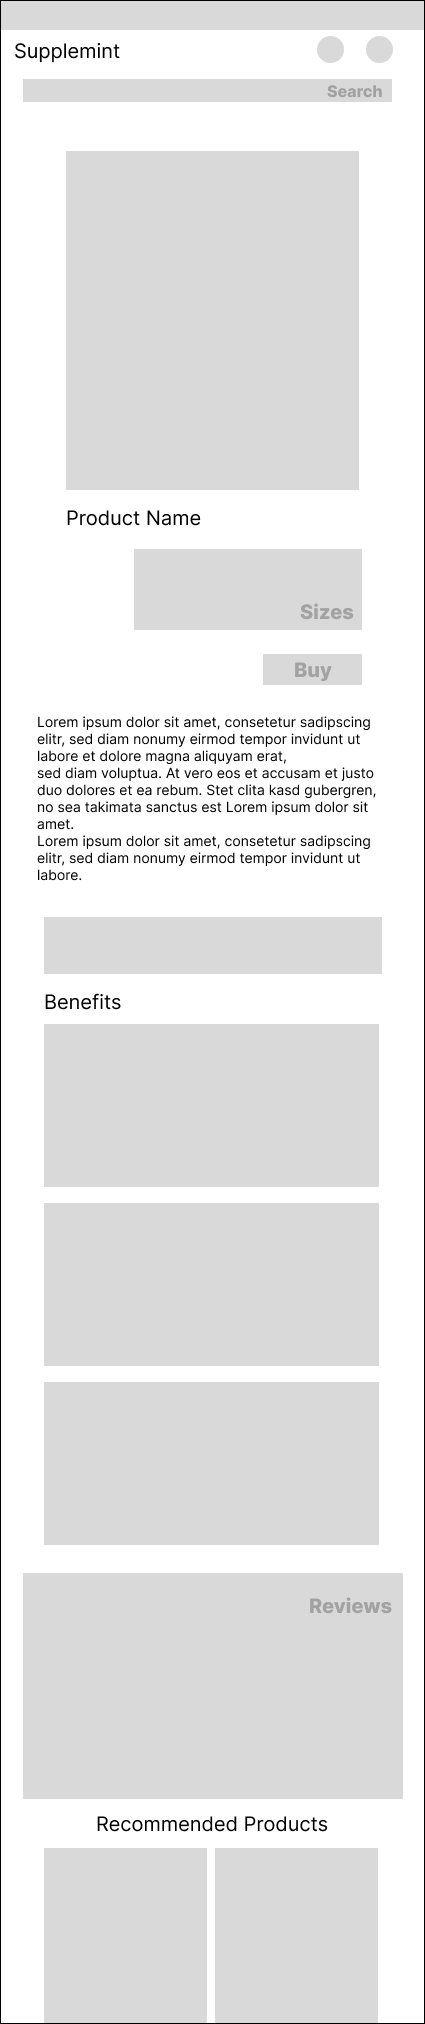 Supplemint
Search
Product Name
Sizes
Buy
Lorem ipsum dolor sit amet, consetetur sadipscing
elitr, sed diam nonumy eirmod tempor invidunt ut
labore et dolore magna aliquyam erat,
sed diam voluptua. At vero eos et accusam et justo
duo dolores et ea rebum. Stet clita kasd gubergren,
no sea takimata sanctus est Lorem ipsum dolor sit
amet.
Lorem ipsum dolor sit amet, consetetur sadipscing
elitr, sed diam nonumy eirmod tempor invidunt ut
labore.
Benefits
Reviews
Recommended Products